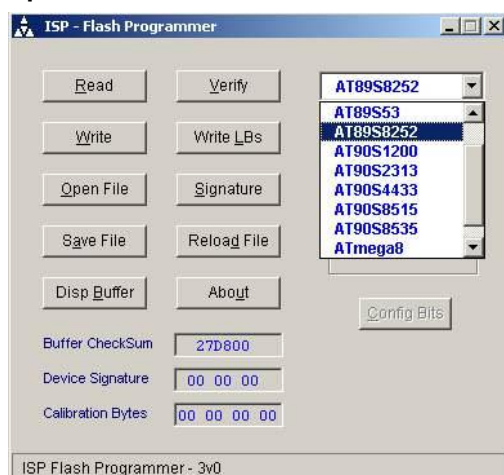 ISP - Flash Programmer
Read
Verify
AT89S8252
AT89S53
AT89S8252
AT90S1200
AT90S2313
AT90S4433
AT90S8515
AT90S8535
ATmega8
Write
Write LBs
Open File
Signature
Save File
Reload File
Disp Buffer
About
Config Bits
Buffer CheckSum
27D800
Device Signature
00 00 00
Calibration Bytes
00 00 00 00
ISP Flash Programmer - 3v0